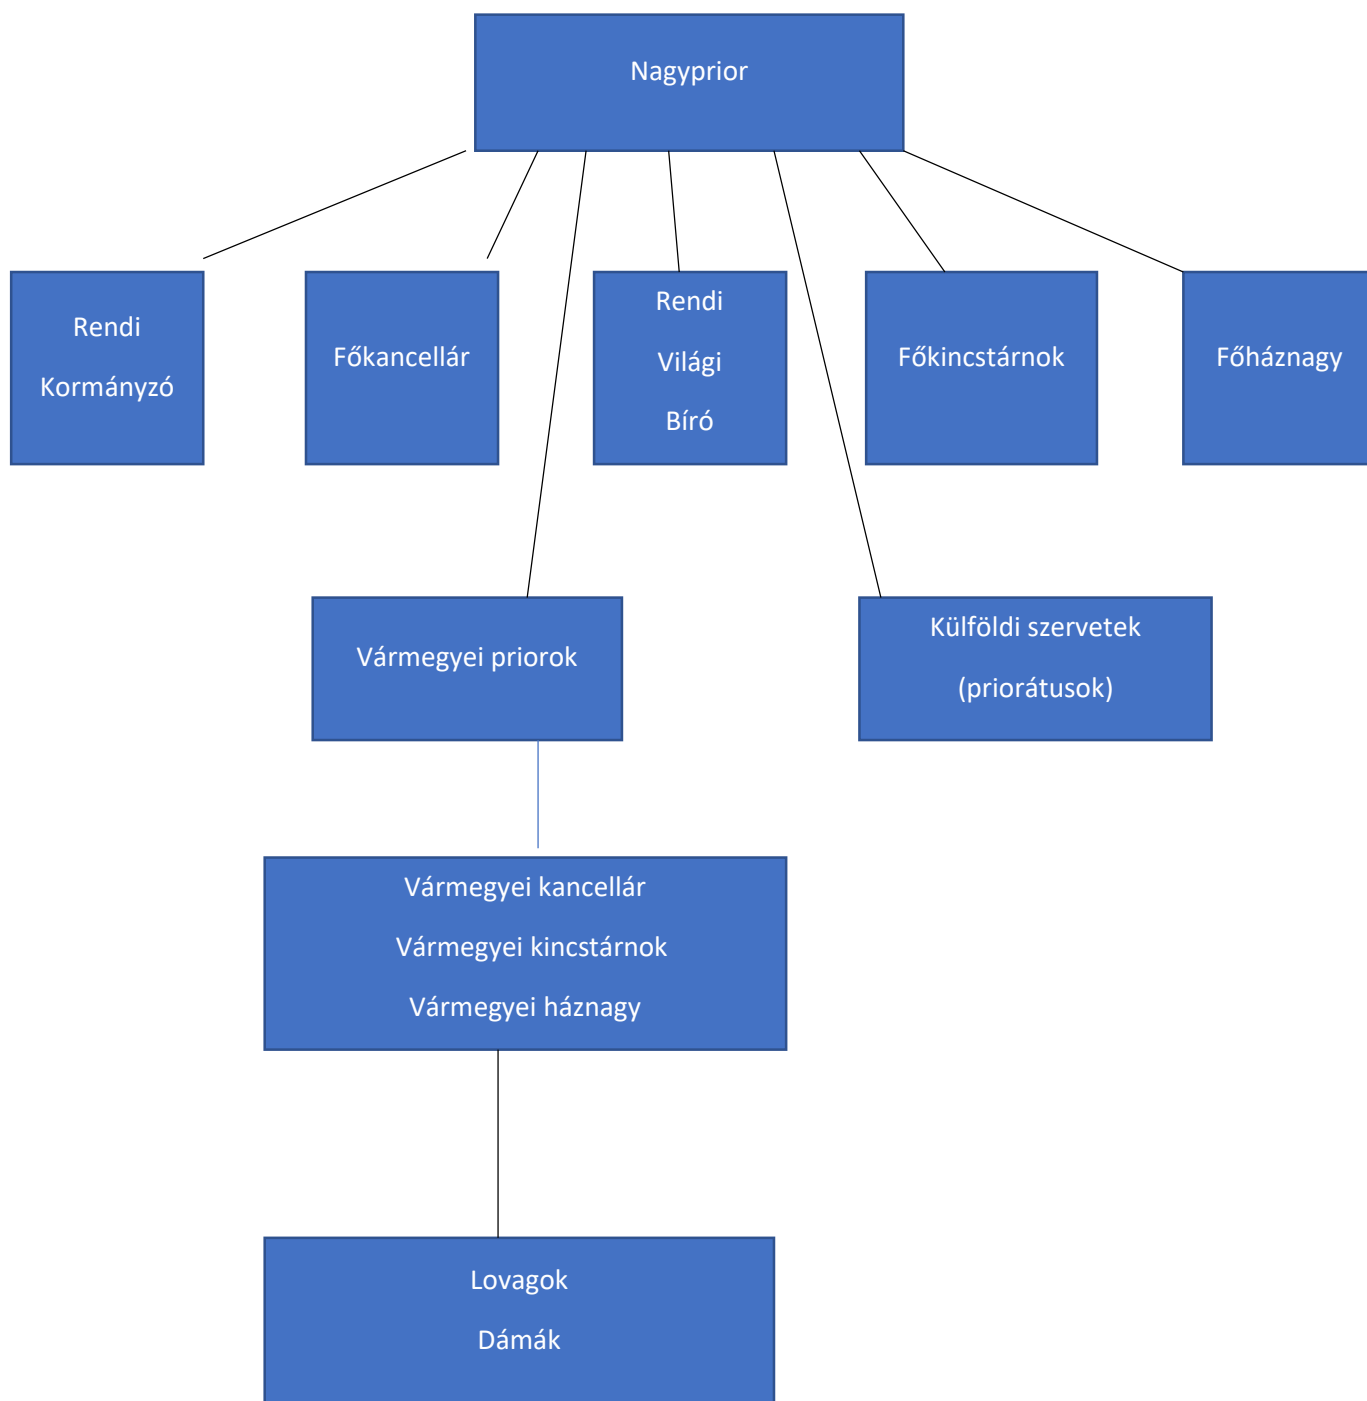 Nagyprior
Rendi
Kormányzó
Főkancellár
Rendi
Világi
Bíró
Főkincstárnok
Főháznagy
Vármegyei priorok
Külföldi szervetek
(priorátusok)
Vármegyei kancellár
Vármegyei kincstárnok
Vármegyei háznagy
Lovagok
Dámák